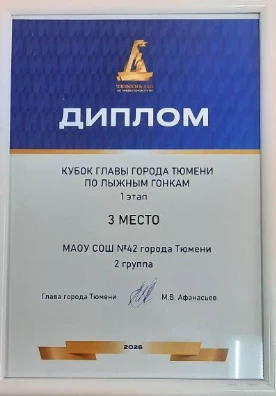 ДИПЛОМ
КУБОК ГЛАВЫ ГОРОДА ТЮМЕНИ
ПО ЛЫЖНЫМ ГОНКАМ
1 этап
3 МЕСТО
МАОУ СОШ №42 города Тюмени
2 группа
Глава города Тюмени М.В. Афанасьев
2026